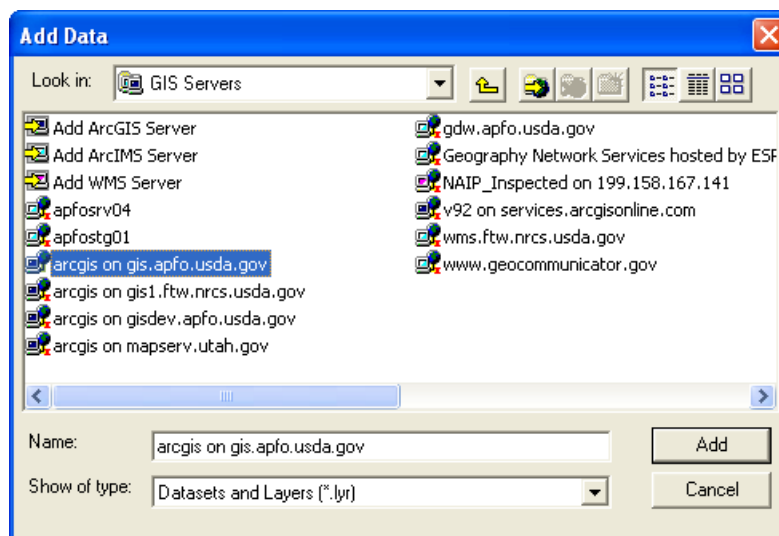 Add Data
Look in: GIS Servers
Add ArcGIS Server
Add ArcIMS Server
Add WMS Server
apfosrv04
apfostg01
arcgis on gis.apfo.usda.gov
arcgis on gis1.ftw.nrcs.usda.gov
arcgis on gisdev.apfo.usda.gov
arcgis on mapserv.utah.gov
gdw.apfo.usda.gov
Geography Network Services hosted by ESR
NAIP_Inspected on 199.158.167.141
v92 on services.arcgisonline.com
wms.ftw.nrcs.usda.gov
www.geocommunicator.gov
Name: arcgis on gis.apfo.usda.gov
Add
Show of type: Datasets and Layers (*.lyr)
Cancel